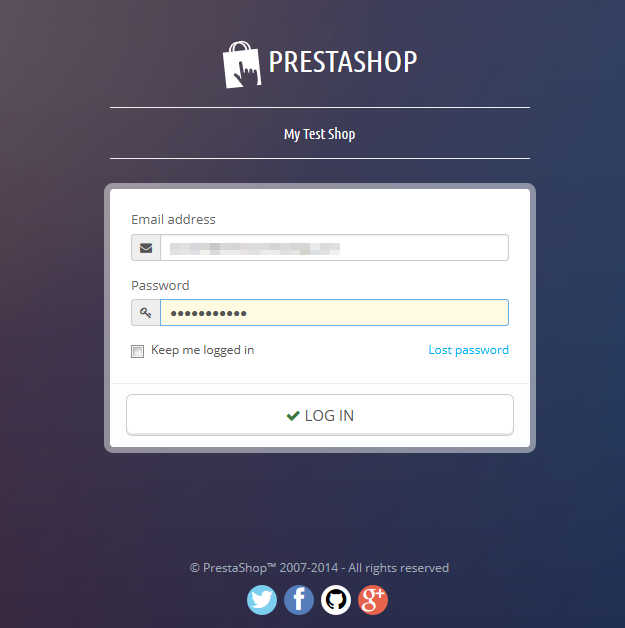 PRESTASHOP
My Test Shop
Email address
Password
•••••••••••
Keep me logged in
Lost password
LOG IN
© PrestaShop™ 2007-2014 - All rights reserved